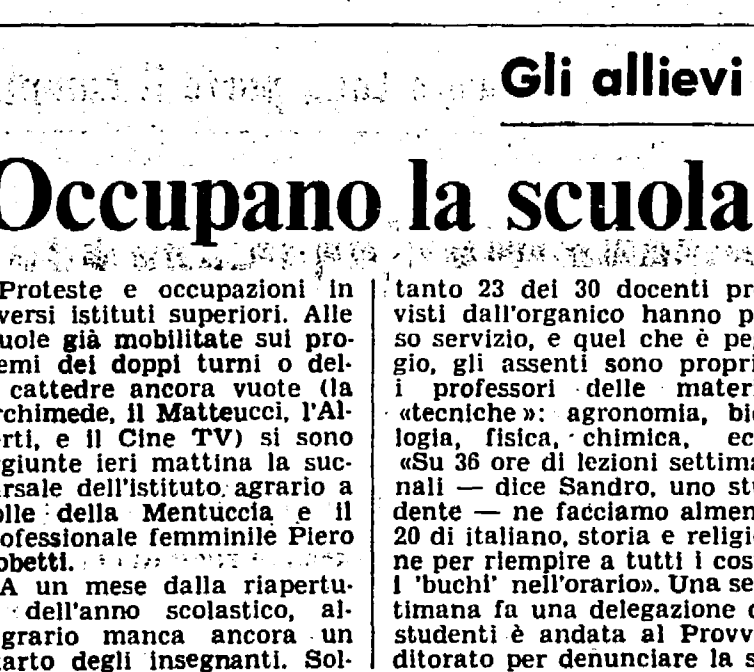 Gli allievi
Occupano la scuola
Proteste e occupazioni in
versi istituti superiori. Alle
uole già mobilitate sui pro-
emi dei doppi turni o del-
cattedre ancora vuote (la
rchimede, il Matteucci, l'Al-
erti, e il Cine TV) si sono
giunte ieri mattina la suc-
rsale dell'istituto agrario a
olle della Mentuccia e il
ofessionale femminile Piero
obetti.
A un mese dalla riapertu-
dell'anno scolastico, al-
grario manca ancora un
arto degli insegnanti. Sol-
tanto 23 dei 30 docenti pr
visti dall'organico hanno p
so servizio, e quel che è peg
gio, gli assenti sono propri
i professori delle mater
«tecniche»: agronomia, bio
logia, fisica, chimica, ec
«Su 36 ore di lezioni settima
nali — dice Sandro, uno stu
dente — ne facciamo almen
20 di italiano, storia e religi
ne per riempire a tutti i cos
i 'buchi' nell'orario». Una se
timana fa una delegazione d
studenti è andata al Provv
ditorato per denunciare la s